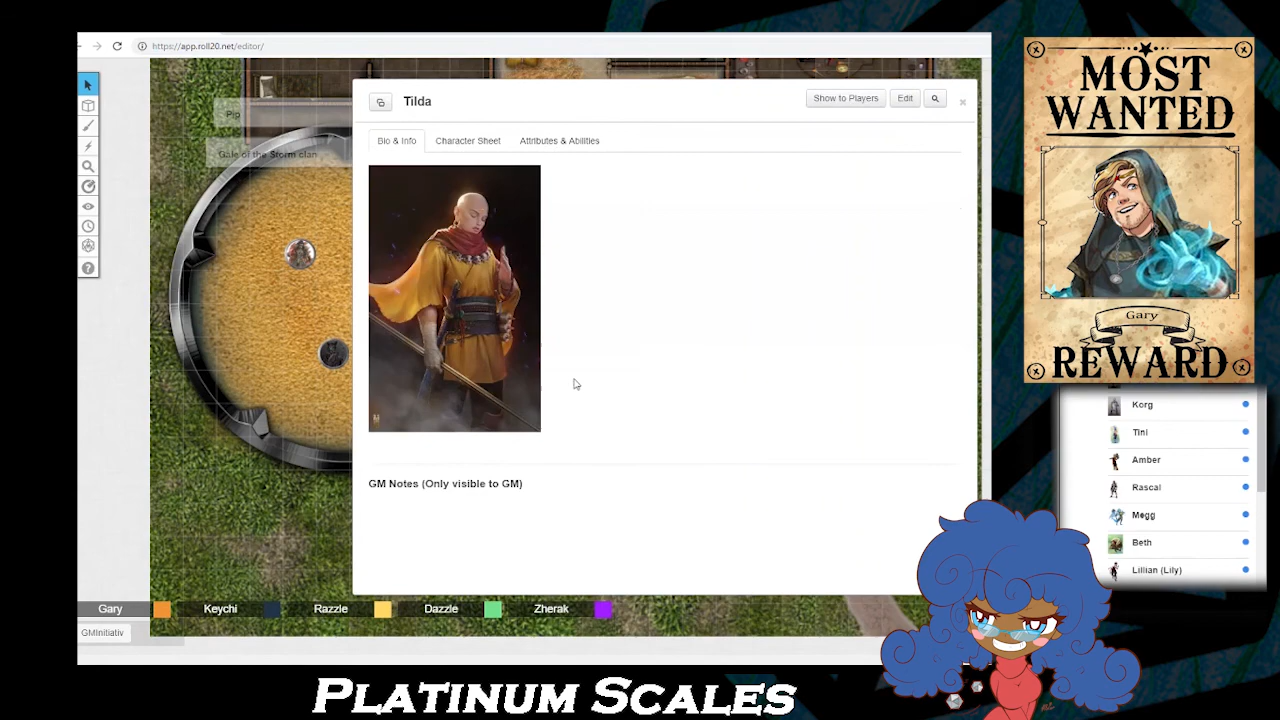 https://app.roll20.net/editor/
Pip
Gale of the Storm clan
Tilda
Show to Players
Edit
Bio & Info
Character Sheet
Attributes & Abilities
GM Notes (Only visible to GM)
Gary
Keychi
Razzle
Dazzle
Zherak
GMInitiativ
MOST
WANTED
Gary
REWARD
Korg
Tini
Amber
Rascal
Megg
Beth
Lillian (Lily)
PLATINUM SCALES